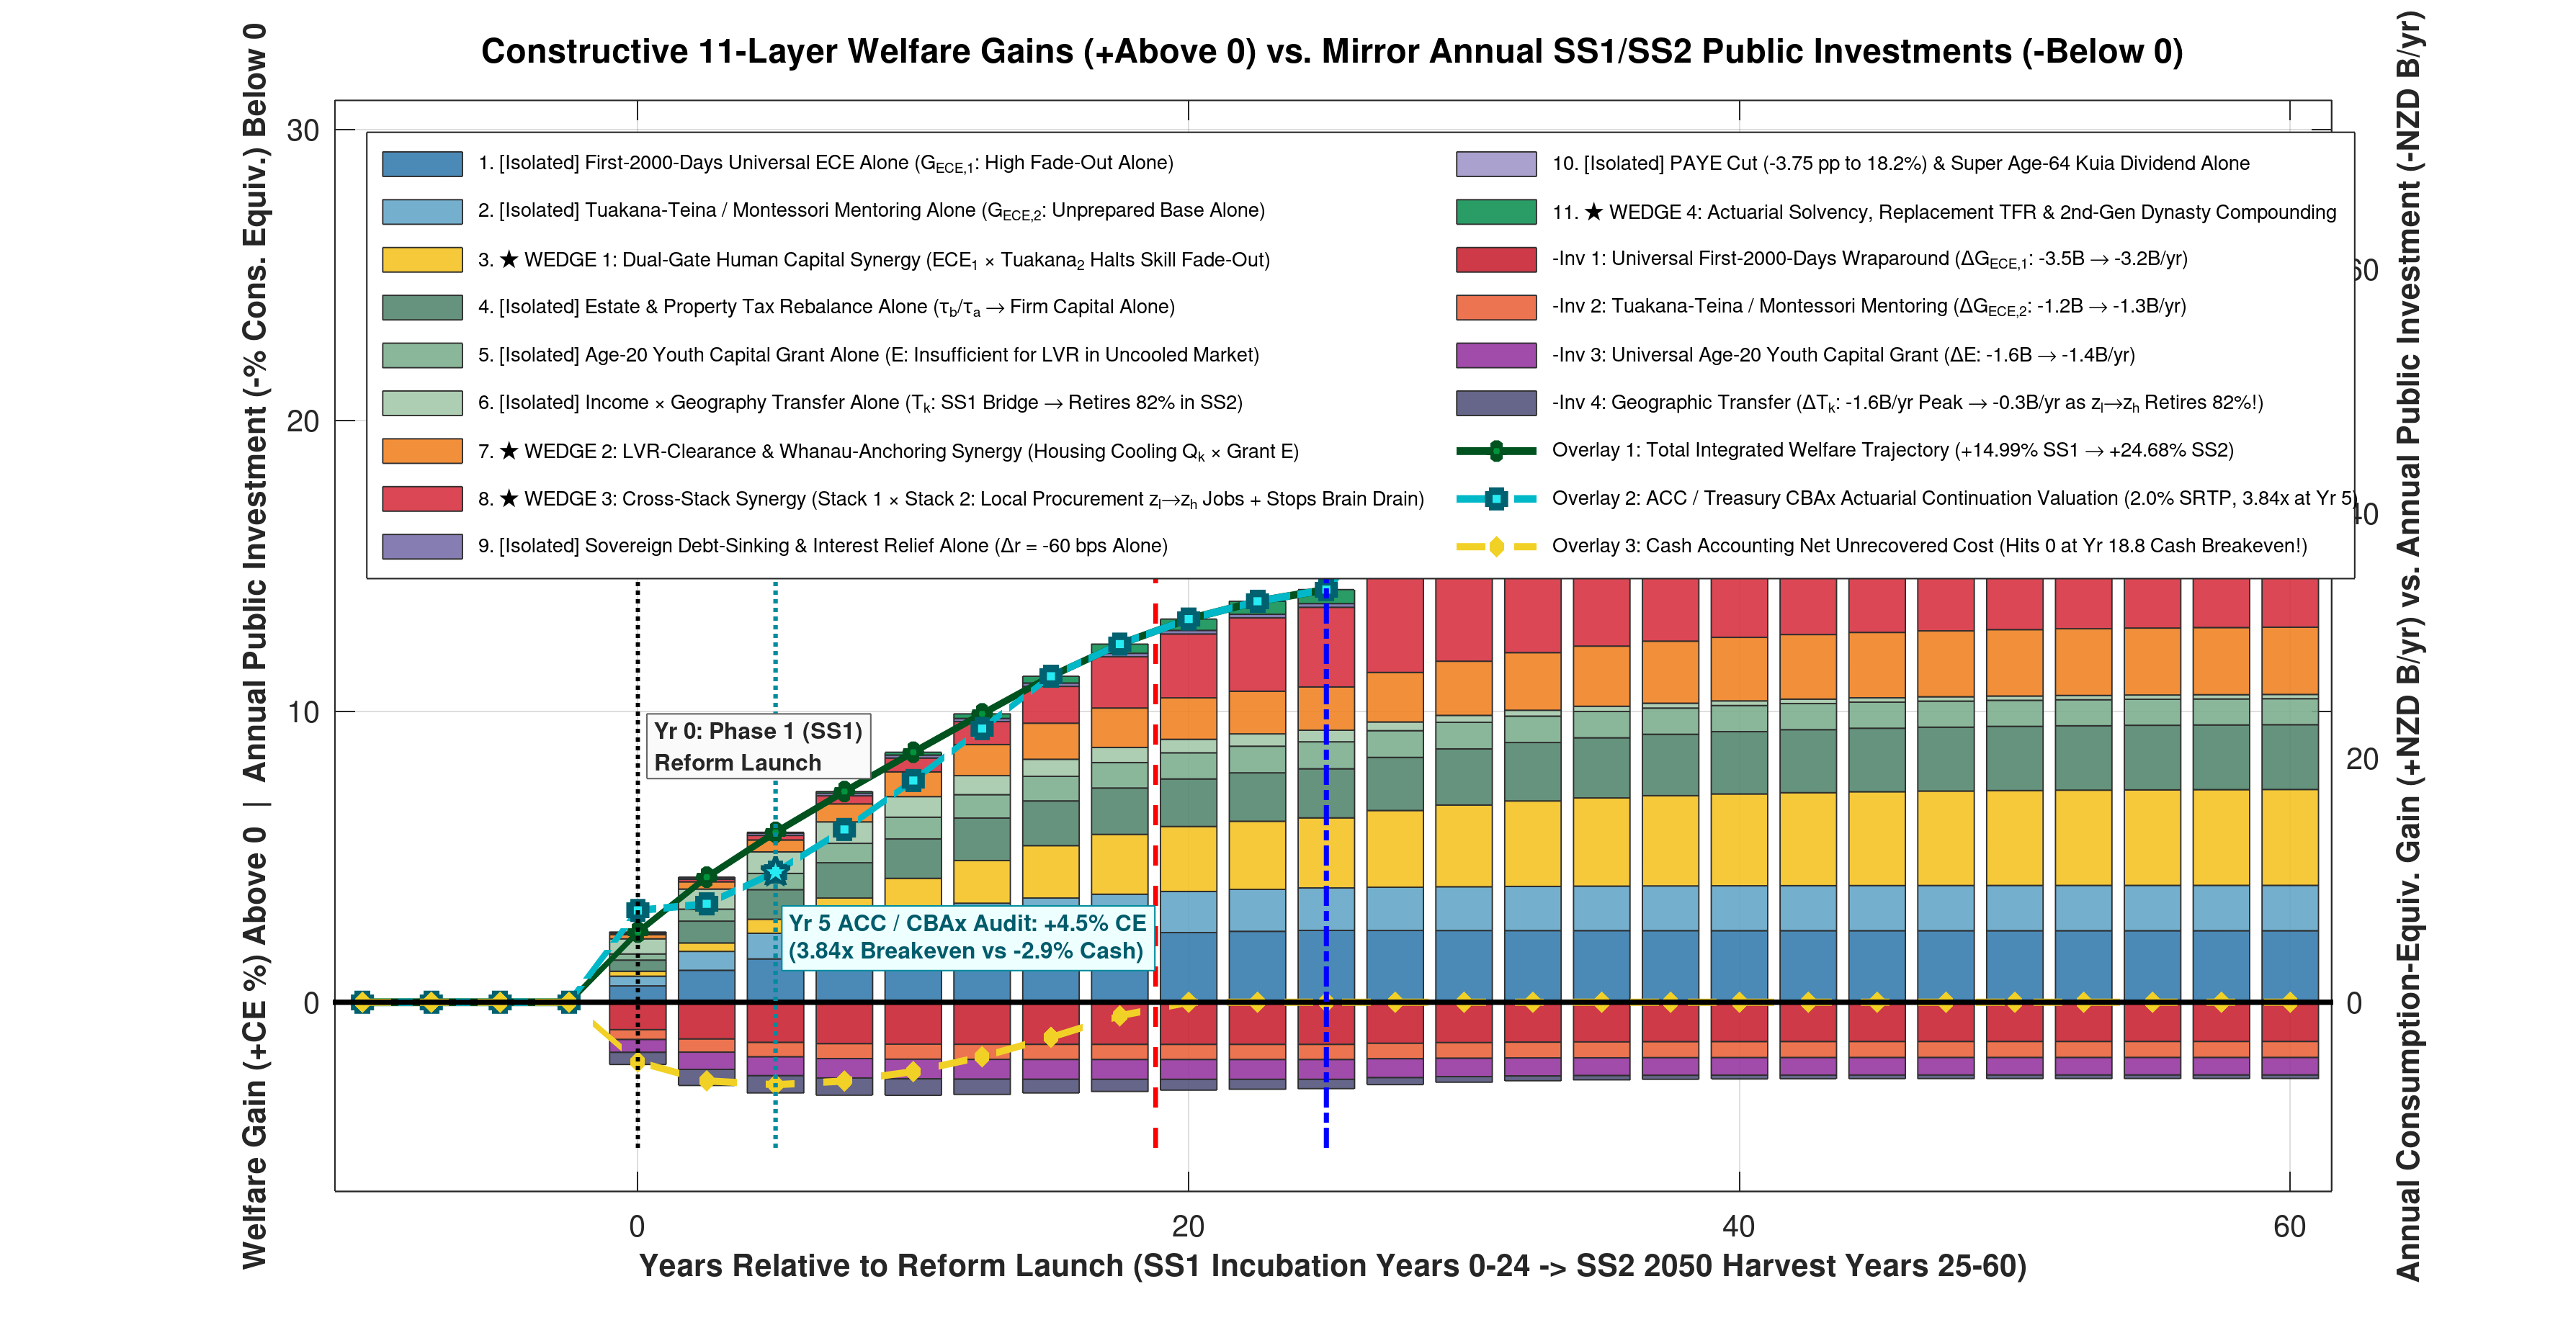 Constructive 11-Layer Welfare Gains (+Above 0) vs. Mirror Annual SS1/SS2 Public Investments (-Below 0)
Welfare Gain (+CE %) Above 0 | Annual Public Investment (-% Cons. Equiv.) Below 0
30
20
10
0
1. [Isolated] First-2000-Days Universal ECE Alone (G_ECE,1: High Fade-Out Alone)
2. [Isolated] Tuakana-Teina / Montessori Mentoring Alone (G_ECE,2: Unprepared Base Alone)
3. ★ WEDGE 1: Dual-Gate Human Capital Synergy (ECE₁ × Tuakana₂ Halts Skill Fade-Out)
4. [Isolated] Estate & Property Tax Rebalance Alone (τ_b/τ_a → Firm Capital Alone)
5. [Isolated] Age-20 Youth Capital Grant Alone (E: Insufficient for LVR in Uncooled Market)
6. [Isolated] Income × Geography Transfer Alone (T_k: SS1 Bridge → Retires 82% in SS2)
7. ★ WEDGE 2: LVR-Clearance & Whanau-Anchoring Synergy (Housing Cooling Q_k × Grant E)
8. ★ WEDGE 3: Cross-Stack Synergy (Stack 1 × Stack 2: Local Procurement z_l→z_h Jobs + Stops Brain Drain)
9. [Isolated] Sovereign Debt-Sinking & Interest Relief Alone (Δr = -60 bps Alone)
10. [Isolated] PAYE Cut (-3.75 pp to 18.2%) & Super Age-64 Kuia Dividend Alone
11. ★ WEDGE 4: Actuarial Solvency, Replacement TFR & 2nd-Gen Dynasty Compounding
-Inv 1: Universal First-2000-Days Wraparound (ΔG_ECE,1: -3.5B → -3.2B/yr)
-Inv 2: Tuakana-Teina / Montessori Mentoring (ΔG_ECE,2: -1.2B → -1.3B/yr)
-Inv 3: Universal Age-20 Youth Capital Grant (ΔE: -1.6B → -1.4B/yr)
-Inv 4: Geographic Transfer (ΔT_k: -1.6B/yr Peak → -0.3B/yr as z_l→z_h Retires 82%!)
Overlay 1: Total Integrated Welfare Trajectory (+14.99% SS1 → +24.68% SS2)
Overlay 2: ACC / Treasury CBAx Actuarial Continuation Valuation (2.0% SRTP, 3.84x at Yr 5)
Overlay 3: Cash Accounting Net Unrecovered Cost (Hits 0 at Yr 18.8 Cash Breakeven!)
Yr 0: Phase 1 (SS1)
Reform Launch
Yr 5 ACC / CBAx Audit: +4.5% CE
(3.84x Breakeven vs -2.9% Cash)
60
40
20
0
Annual Consumption-Equiv. Gain (+NZD B/yr) vs. Annual Public Investment (-NZD B/yr)
0
20
40
60
Years Relative to Reform Launch (SS1 Incubation Years 0-24 -> SS2 2050 Harvest Years 25-60)